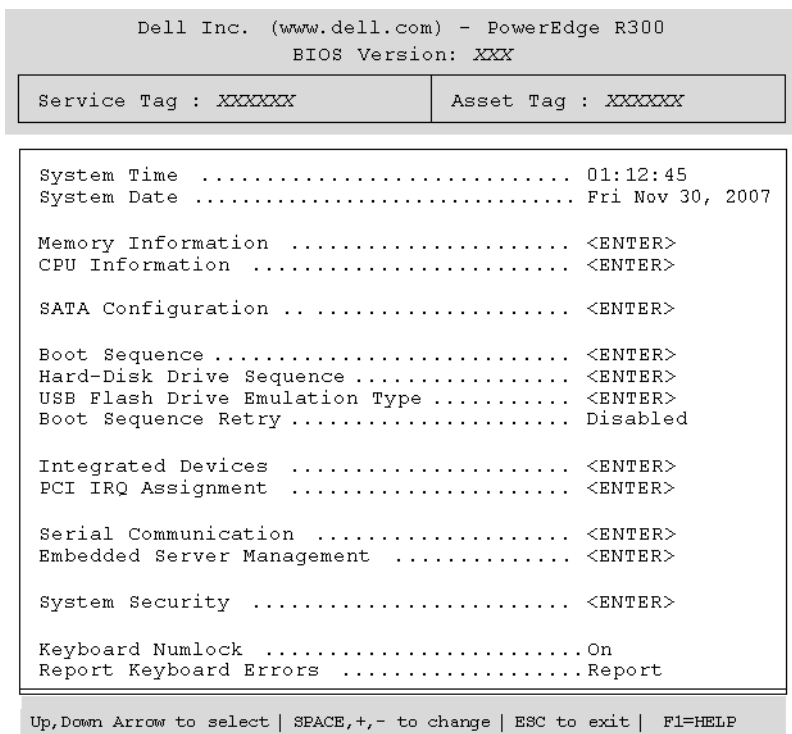 Dell Inc. (www.dell.com) - PowerEdge R300
BIOS Version: XXX
Service Tag : XXXXXX Asset Tag : XXXXXX
System Time ............................. 01:12:45
System Date ................................. Fri Nov 30, 2007
Memory Information ...................... <ENTER>
CPU Information ......................... <ENTER>
SATA Configuration .. .................... <ENTER>
Boot Sequence ............................ <ENTER>
Hard-Disk Drive Sequence ................. <ENTER>
USB Flash Drive Emulation Type ........... <ENTER>
Boot Sequence Retry ...................... Disabled
Integrated Devices ...................... <ENTER>
PCI IRQ Assignment ...................... <ENTER>
Serial Communication .................... <ENTER>
Embedded Server Management .............. <ENTER>
System Security ......................... <ENTER>
Keyboard Numlock .........................On
Report Keyboard Errors ...................Report
Up,Down Arrow to select | SPACE,+,- to change | ESC to exit | F1=HELP